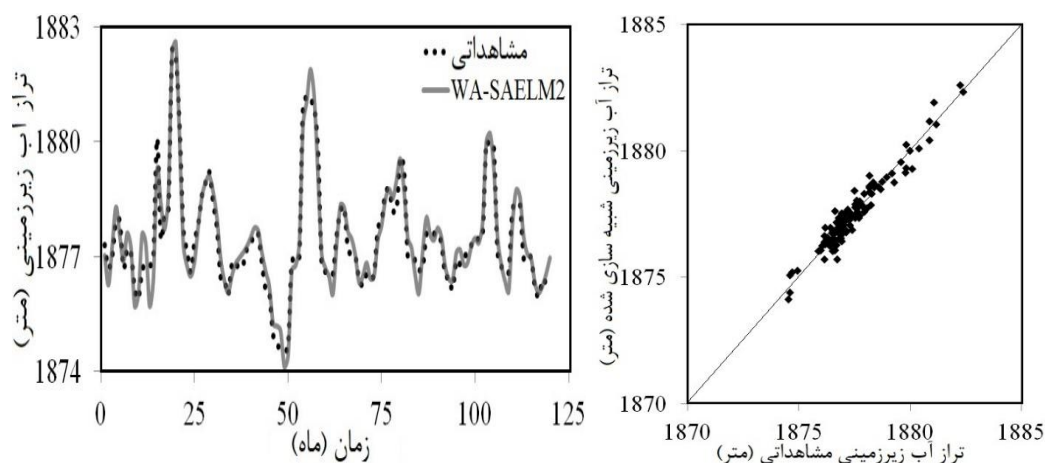 1883
1880
1877
1874
تراز آب زیرزمینی (متر)
مشاهداتی
WA-SAELM2
0 25 50 75 100 125
زمان (ماه)
1885
1880
1875
1870
تراز آب زیرزمینی شبیه سازی شده (متر)
1870 1875 1880 1885
تراز آب زیرزمینی مشاهداتی (متر)